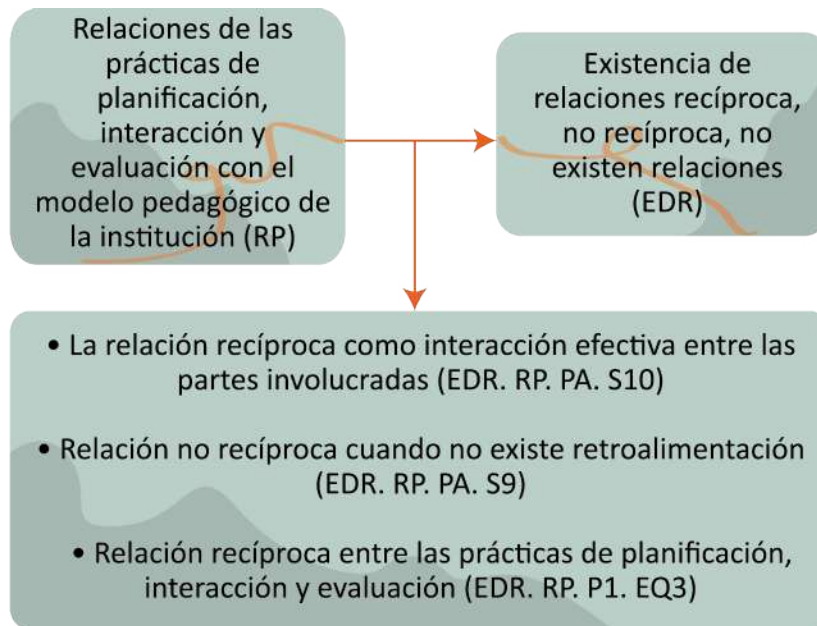 Relaciones de las
prácticas de
planificación,
interacción y
evaluación con el
modelo pedagógico de
la institución (RP)
Existencia de
relaciones recíproca,
no recíproca, no
existen relaciones
(EDR)
• La relación recíproca como interacción efectiva entre las
partes involucradas (EDR. RP. PA. S10)
• Relación no recíproca cuando no existe retroalimentación
(EDR. RP. PA. S9)
• Relación recíproca entre las prácticas de planificación,
interacción y evaluación (EDR. RP. P1. EQ3)